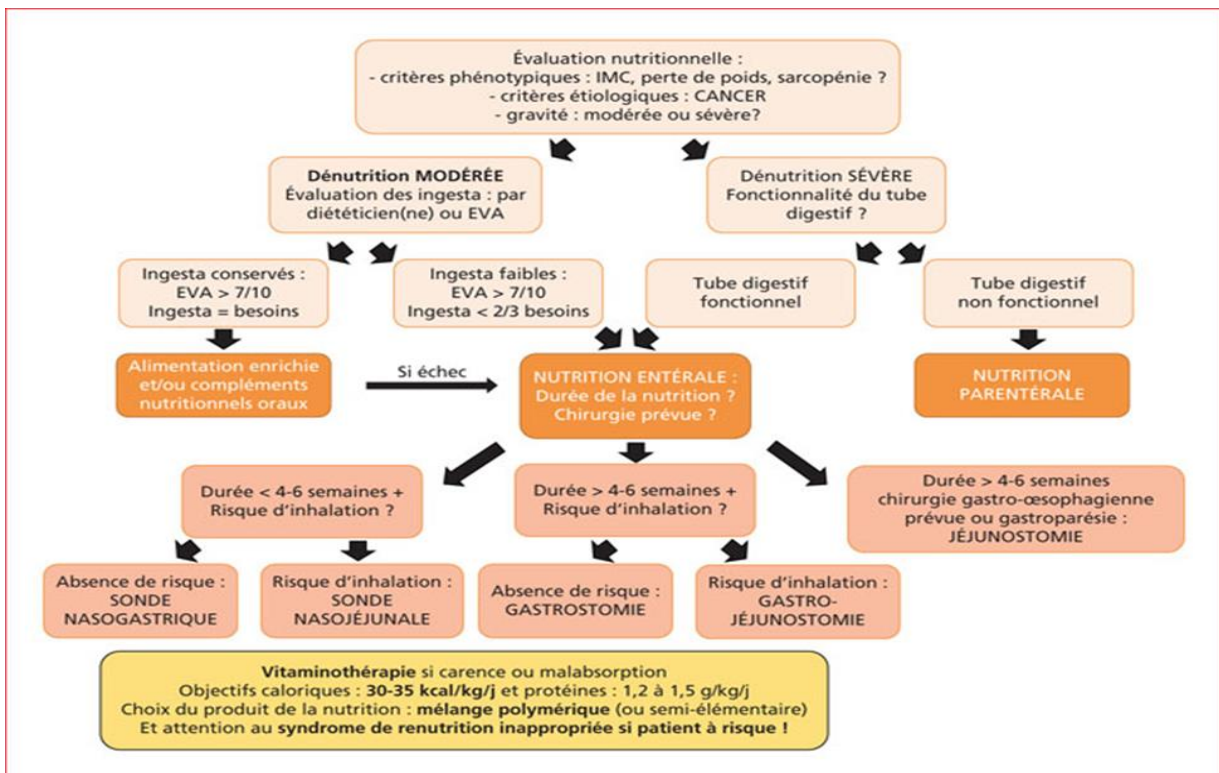 Évaluation nutritionnelle :
- critères phénotypiques : IMC, perte de poids, sarcopénie ?
- critères étiologiques : CANCER
- gravité : modérée ou sévère?
Dénutrition MODÉRÉE
Évaluation des ingesta : par
diététicien(ne) ou EVA
Dénutrition SÉVÈRE
Fonctionnalité du tube
digestif ?
Ingesta conservés :
EVA > 7/10
Ingesta = besoins
Ingesta faibles :
EVA > 7/10
Ingesta < 2/3 besoins
Tube digestif
fonctionnel
Tube digestif
non fonctionnel
Alimentation enrichie
et/ou compléments
nutritionnels oraux
Si échec
NUTRITION ENTÉRALE :
Durée de la nutrition ?
Chirurgie prévue ?
NUTRITION
PARENTÉRALE
Durée < 4-6 semaines +
Risque d'inhalation ?
Durée > 4-6 semaines +
Risque d'inhalation ?
Durée > 4-6 semaines
chirurgie gastro-œsophagienne
prévue ou gastroparésie :
JÉJUNOSTOMIE
Absence de risque :
SONDE
NASOGASTRIQUE
Risque d'inhalation :
SONDE
NASOJÉJUNALE
Absence de risque :
GASTROSTOMIE
Risque d'inhalation :
GASTRO-
JÉJUNOSTOMIE
Vitaminothérapie si carence ou malabsorption
Objectifs caloriques : 30-35 kcal/kg/j et protéines : 1,2 à 1,5 g/kg/j
Choix du produit de la nutrition : mélange polymérique (ou semi-élémentaire)
Et attention au syndrome de renutrition inappropriée si patient à risque !